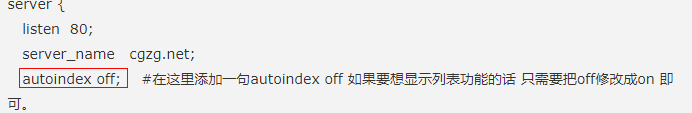 server {
listen 80;
server_name cgzg.net;
autoindex off; #在这里添加一句autoindex off 如果要想显示列表功能的话 只需要把off修改成on 即
可。